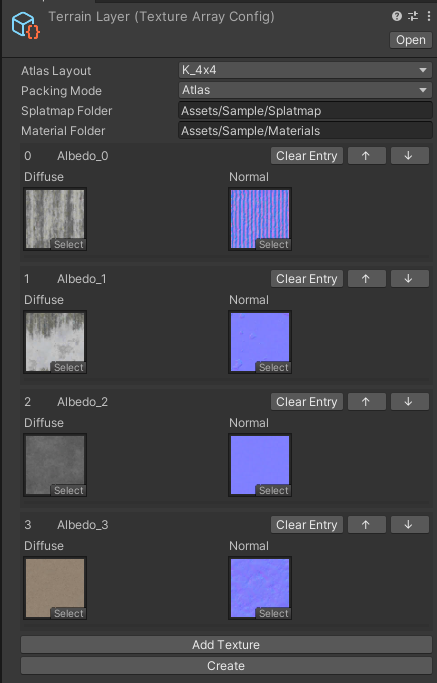 Terrain Layer (Texture Array Config)
Open
Atlas Layout K_4x4
Packing Mode Atlas
Splatmap Folder Assets/Sample/Splatmap
Material Folder Assets/Sample/Materials
0 Albedo_0 Clear Entry ↑ ↓
Diffuse Normal
Select Select
1 Albedo_1 Clear Entry ↑ ↓
Diffuse Normal
Select Select
2 Albedo_2 Clear Entry ↑ ↓
Diffuse Normal
Select Select
3 Albedo_3 Clear Entry ↑ ↓
Diffuse Normal
Select Select
Add Texture
Create